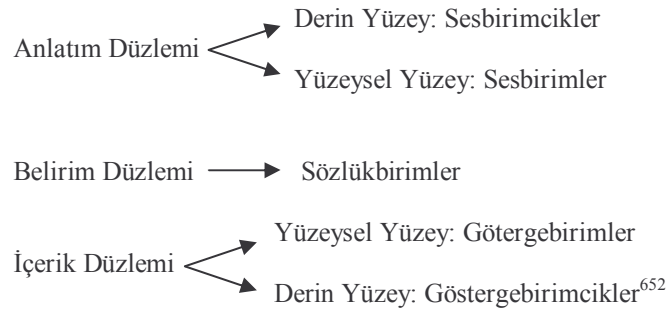 Derin Yüzey: Sesbirimcikler
Anlatım Düzlemi
Yüzeysel Yüzey: Sesbirimler
Belirim Düzlemi Sözlükbirimler
Yüzeysel Yüzey: Götergebirimler
İçerik Düzlemi
Derin Yüzey: Göstergebirimcikler652